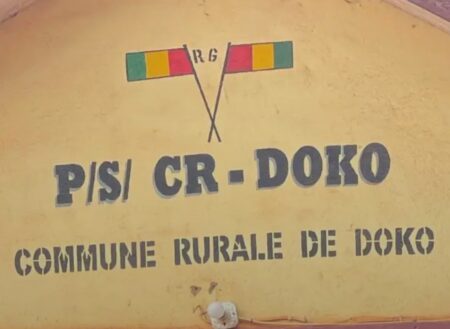 RG
P/S/ CR - DOKO
COMMUNE RURALE DE DOKO